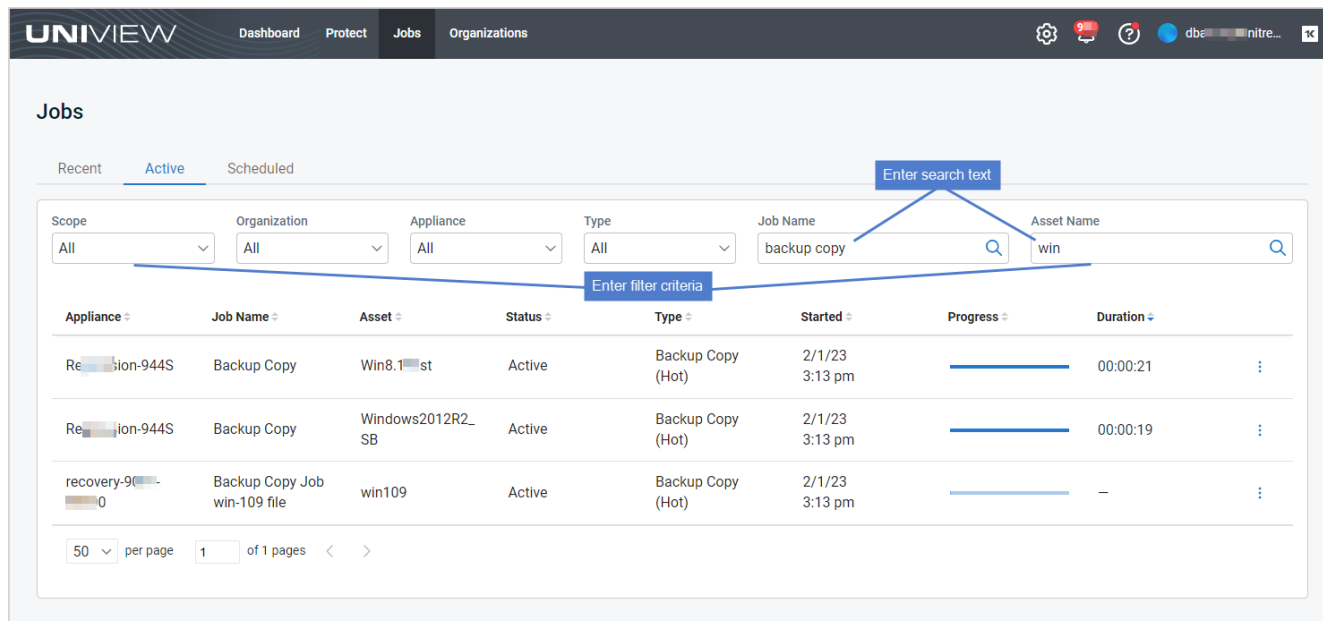 UNIVIEW Dashboard Protect Jobs Organizations
Jobs
Recent Active Scheduled
Enter search text
Scope Organization Appliance Type Job Name Asset Name
All All All All backup copy win
Enter filter criteria
Appliance Job Name Asset Status Type Started Progress Duration
-944S Backup Copy Active Backup Copy (Hot) 2/1/23 3:13 pm 00:00:21
-944S Backup Copy Windows2012R2_SB Active Backup Copy (Hot) 2/1/23 3:13 pm 00:00:19
Backup Copy Job win-109 file win109 Active Backup Copy (Hot) 2/1/23 3:13 pm –
50 per page 1 of 1 pages